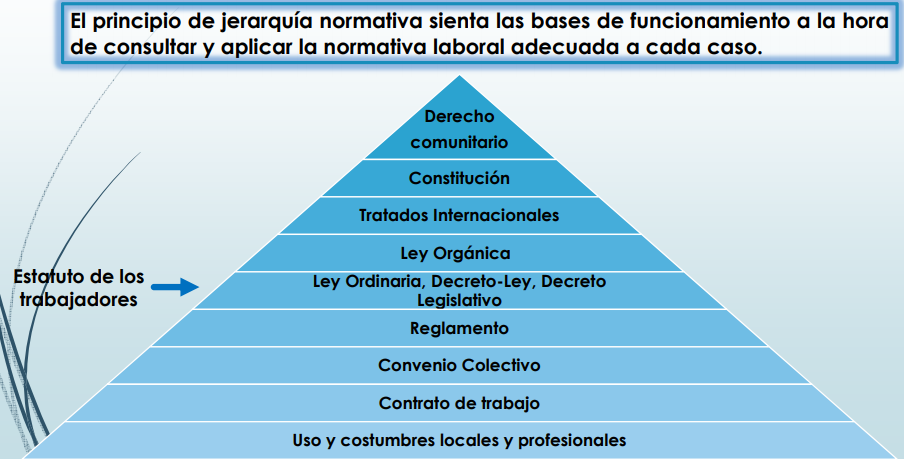 El principio de jerarquía normativa sienta las bases de funcionamiento a la hora
de consultar y aplicar la normativa laboral adecuada a cada caso.
Derecho
comunitario
Constitución
Tratados Internacionales
Ley Orgánica
Estatuto de los
trabajadores
Ley Ordinaria, Decreto-Ley, Decreto
Legislativo
Reglamento
Convenio Colectivo
Contrato de trabajo
Uso y costumbres locales y profesionales